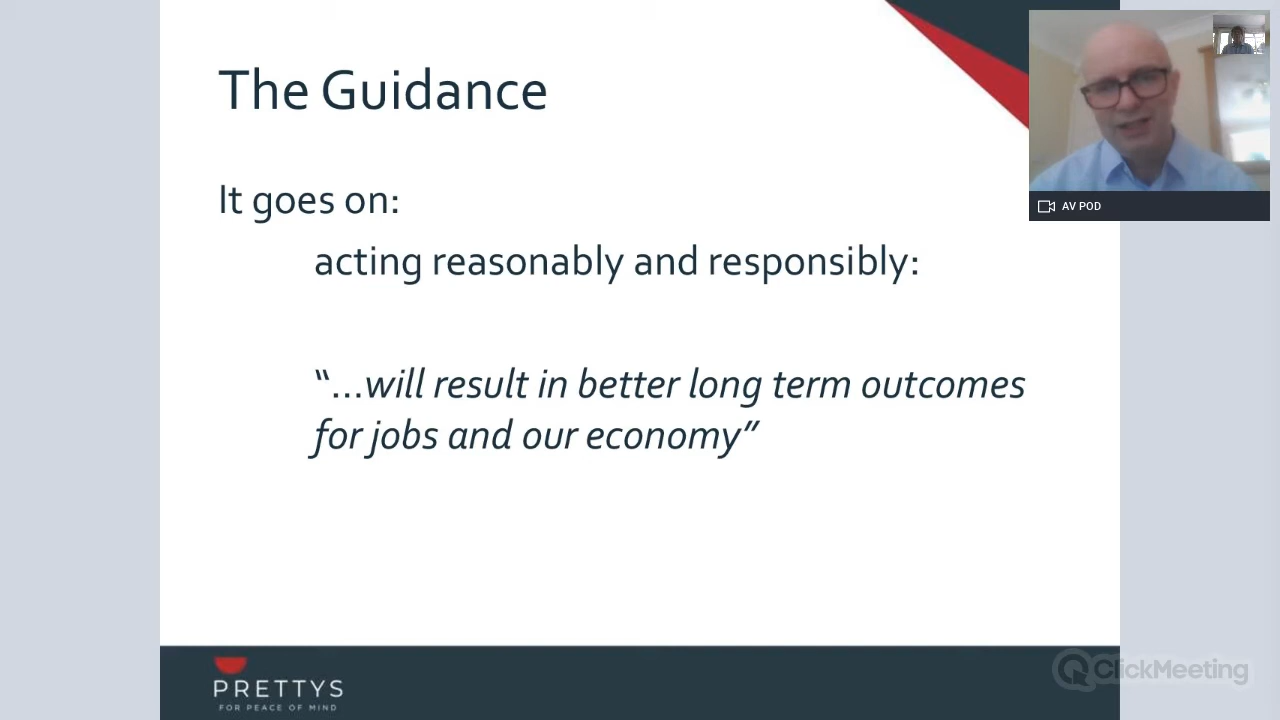 The Guidance
It goes on:
acting reasonably and responsibly:
“...will result in better long term outcomes
for jobs and our economy”
AV POD
PRETTYS
FOR PEACE OF MIND
ClickMeeting